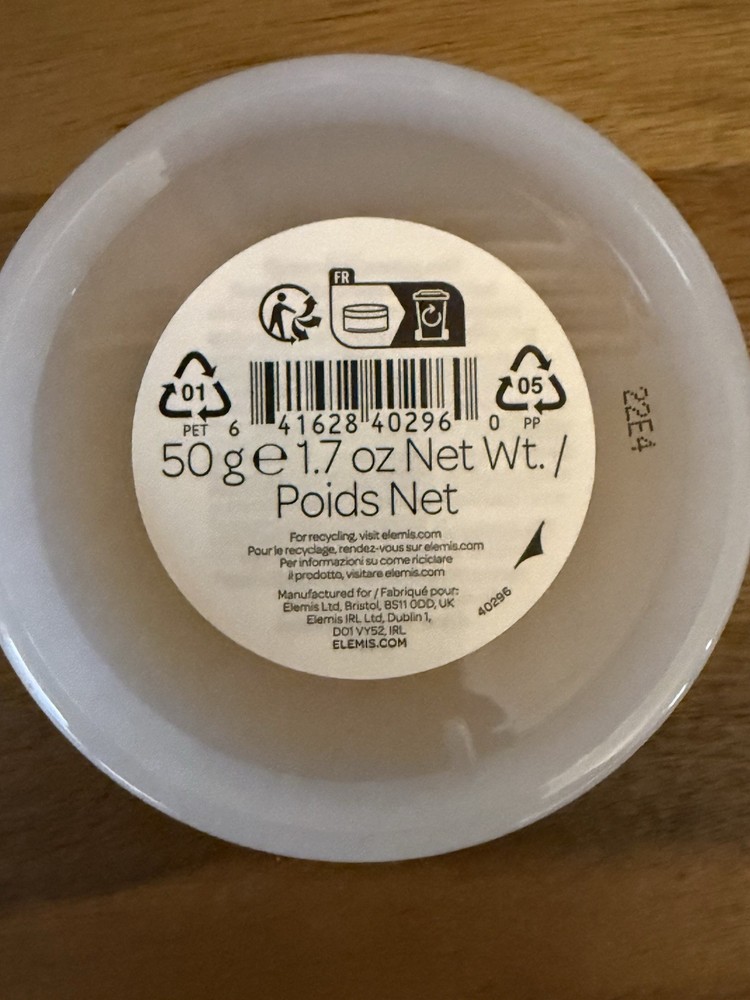 FR
01
05
PET
PP
6 41628 40296 0
50 g e 1.7 oz Net Wt. /
Poids Net
For recycling, visit elemis.com
Pour le recyclage, rendez-vous sur elemis.com
Per informazioni su come riciclare
il prodotto, visitare elemis.com
Manufactured for / Fabriqué pour:
Elemis Ltd, Bristol, BS11 0DD, UK
Elemis IRL Ltd, Dublin 1,
D01 VY52, IRL
ELEMIS.COM
40296
22E4